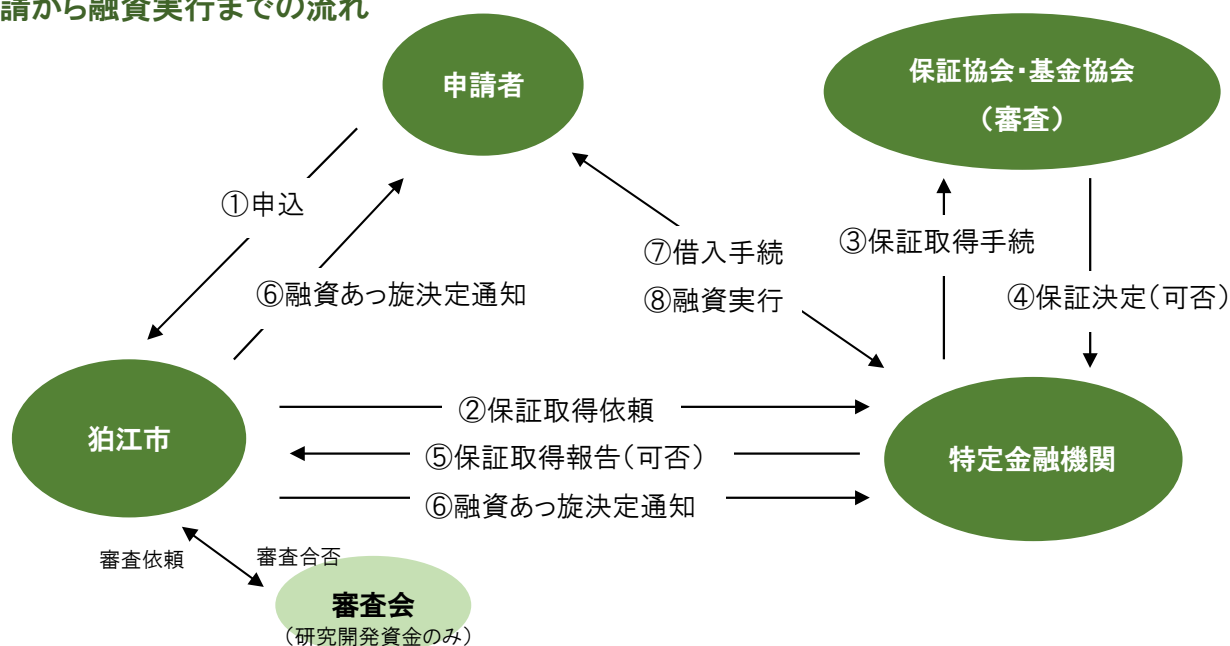 請から融資実行までの流れ
申請者
保証協会・基金協会
（審査）
①申込
⑥融資あっ旋決定通知
⑦借入手続
⑧融資実行
③保証取得手続
④保証決定（可否）
狛江市
②保証取得依頼
⑤保証取得報告（可否）
⑥融資あっ旋決定通知
特定金融機関
審査依頼
審査合否
審査会
（研究開発資金のみ）